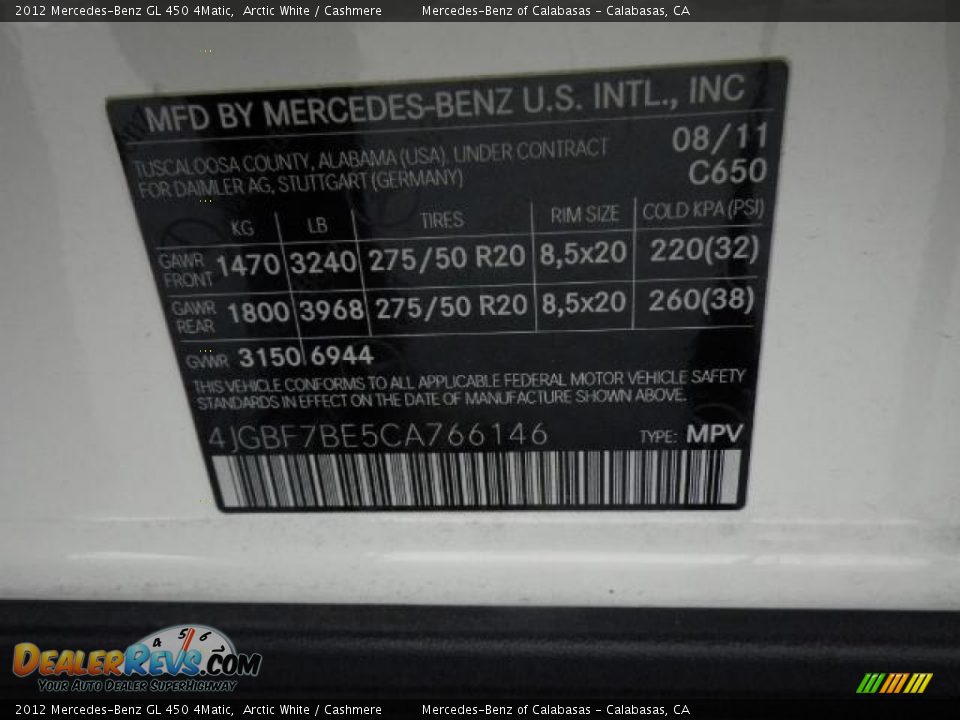 2012 Mercedes-Benz GL 450 4Matic, Arctic White / Cashmere Mercedes-Benz of Calabasas - Calabasas, CA
MFD BY MERCEDES-BENZ U.S. INTL., INC
TUSCALOOSA COUNTY, ALABAMA (USA). UNDER CONTRACT 08/11
FOR DAIMLER AG, STUTTGART (GERMANY) C650
KG LB TIRES RIM SIZE COLD KPA (PSI)
GAWR FRONT 1470 3240 275/50 R20 8,5x20 220(32)
GAWR REAR 1800 3968 275/50 R20 8,5x20 260(38)
GVWR 3150 6944
THIS VEHICLE CONFORMS TO ALL APPLICABLE FEDERAL MOTOR VEHICLE SAFETY
STANDARDS IN EFFECT ON THE DATE OF MANUFACTURE SHOWN ABOVE.
4JGBF7BE5CA766146 TYPE: MPV
4 5 6 7
DEALERREVS.COM
YOUR AUTO DEALER SUPERHIGHWAY
2012 Mercedes-Benz GL 450 4Matic, Arctic White / Cashmere Mercedes-Benz of Calabasas - Calabasas, CA